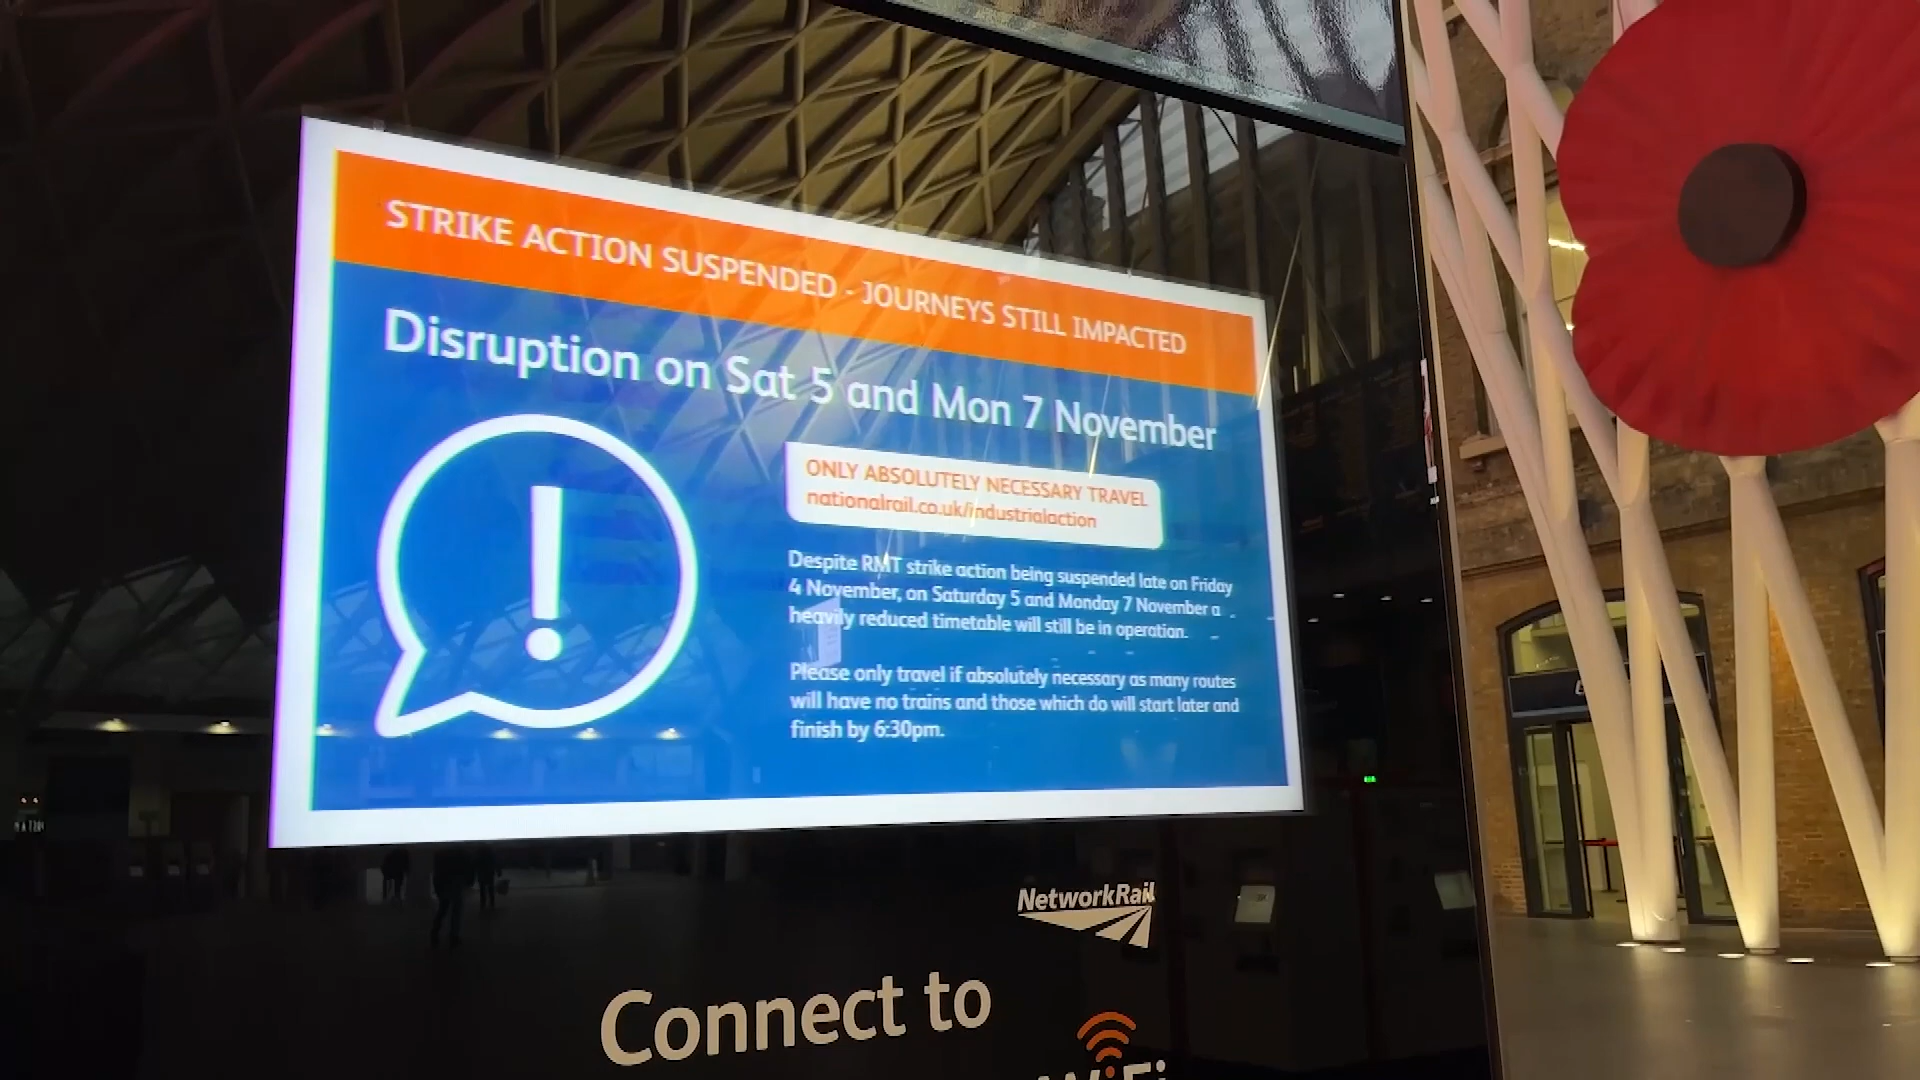 STRIKE ACTION SUSPENDED - JOURNEYS STILL IMPACTED
Disruption on Sat 5 and Mon 7 November
!
ONLY ABSOLUTELY NECESSARY TRAVEL
nationalrail.co.uk/industrialaction
Despite RMT strike action being suspended late on Friday
4 November, on Saturday 5 and Monday 7 November a
heavily reduced timetable will still be in operation.
Please only travel if absolutely necessary as many routes
will have no trains and those which do will start later and
finish by 6:30pm.
NetworkRail
Connect to
WiFi